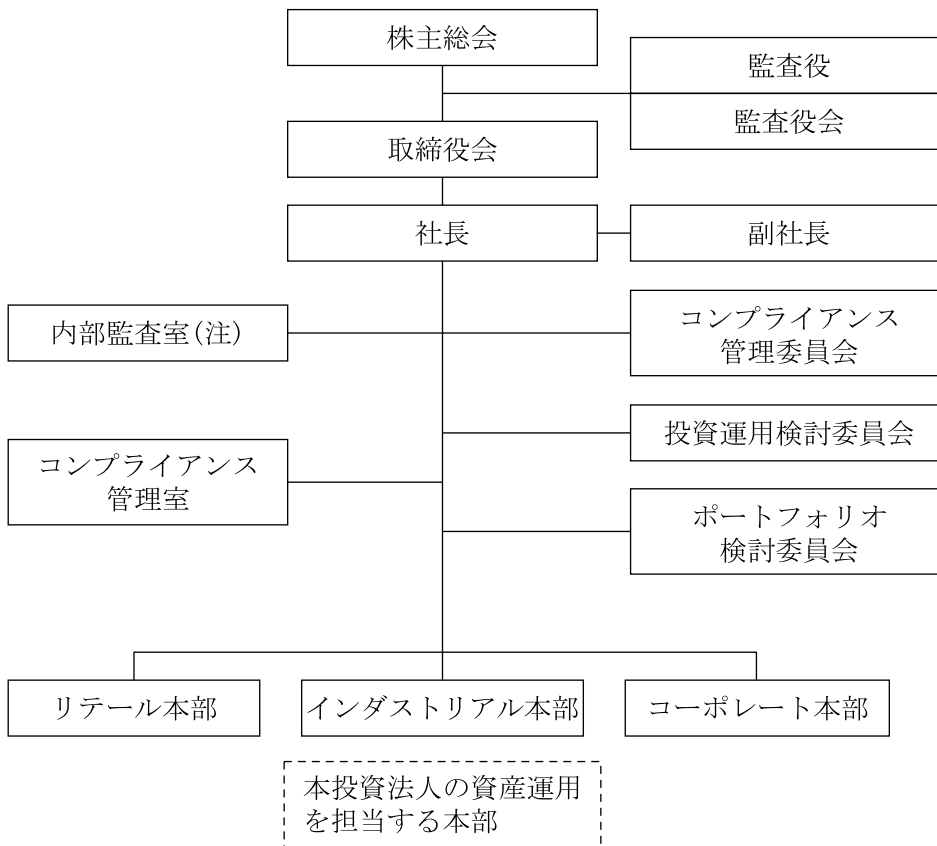 株主総会
監査役
監査役会
取締役会
社長
副社長
内部監査室(注)
コンプライアンス
管理委員会
投資運用検討委員会
コンプライアンス
管理室
ポートフォリオ
検討委員会
リテール本部
インダストリアル本部
コーポレート本部
本投資法人の資産運用
を担当する本部